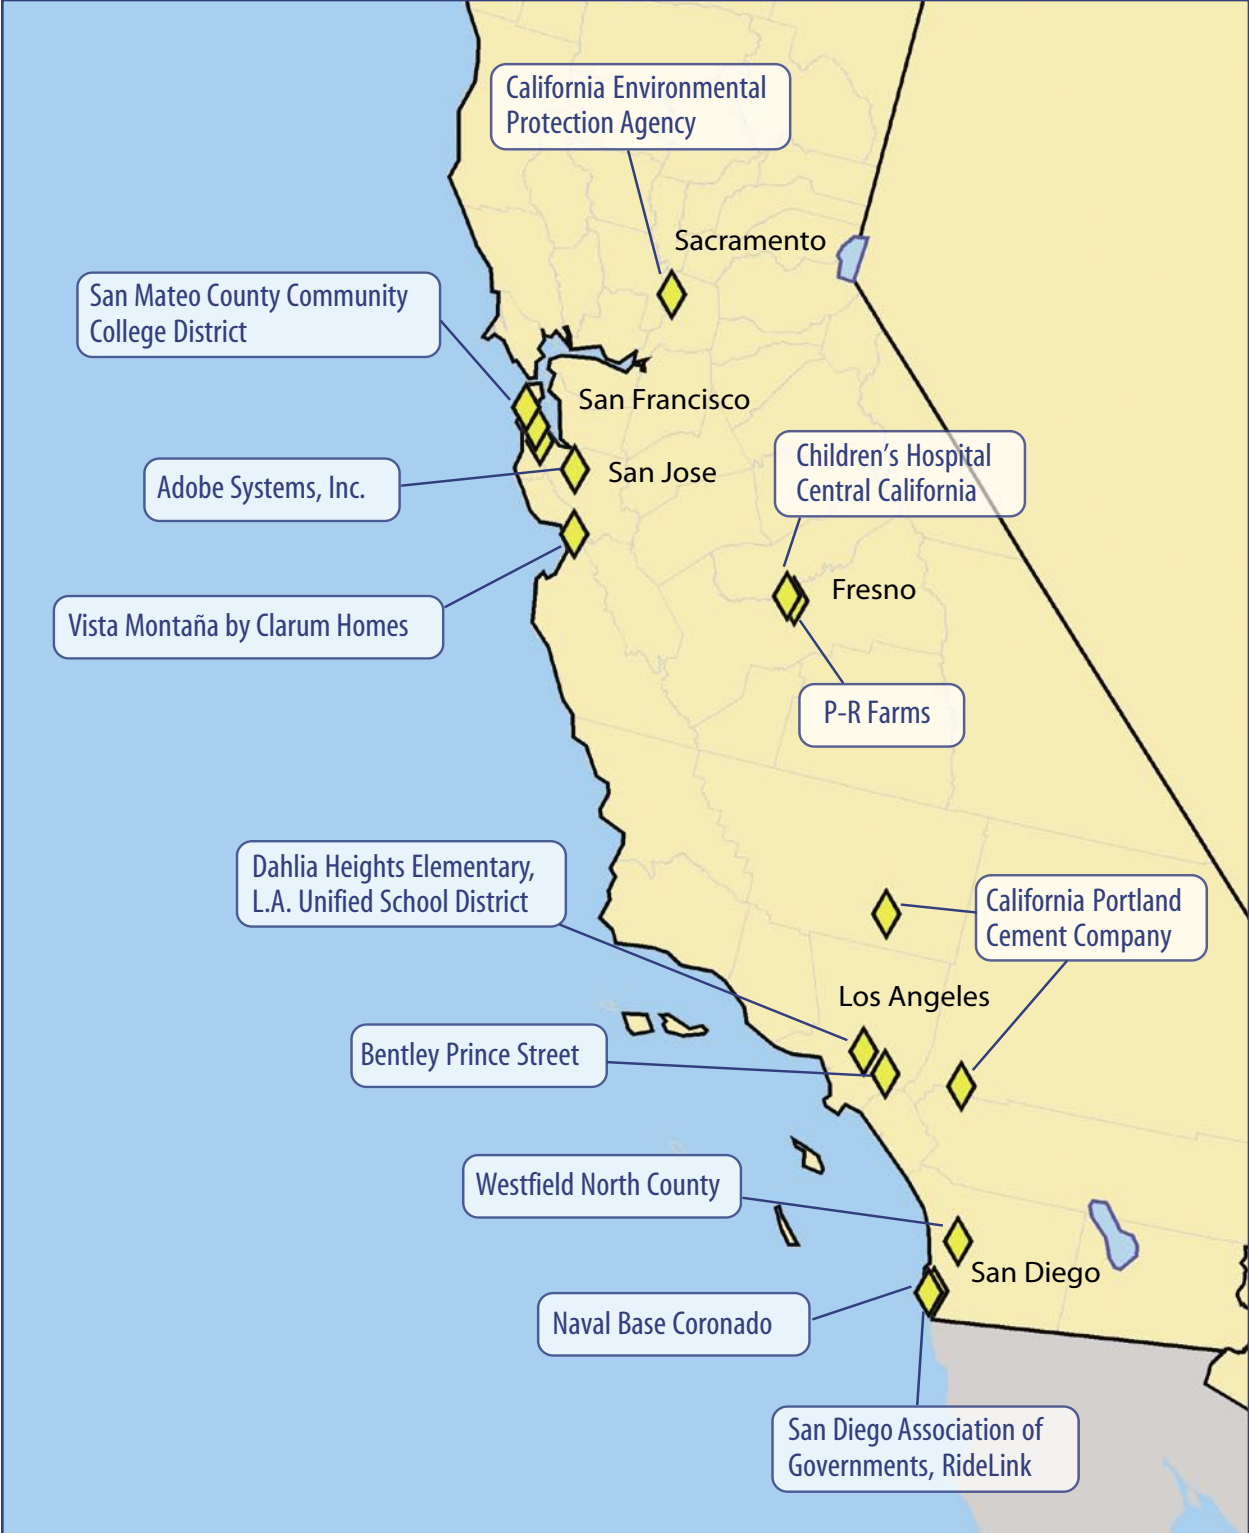 California Environmental
Protection Agency
Sacramento
San Mateo County Community
College District
San Francisco
Children's Hospital
Central California
San Jose
Adobe Systems, Inc.
Fresno
Vista Montaña by Clarum Homes
P-R Farms
Dahlia Heights Elementary,
L.A. Unified School District
California Portland
Cement Company
Los Angeles
Bentley Prince Street
Westfield North County
San Diego
Naval Base Coronado
San Diego Association of
Governments, RideLink